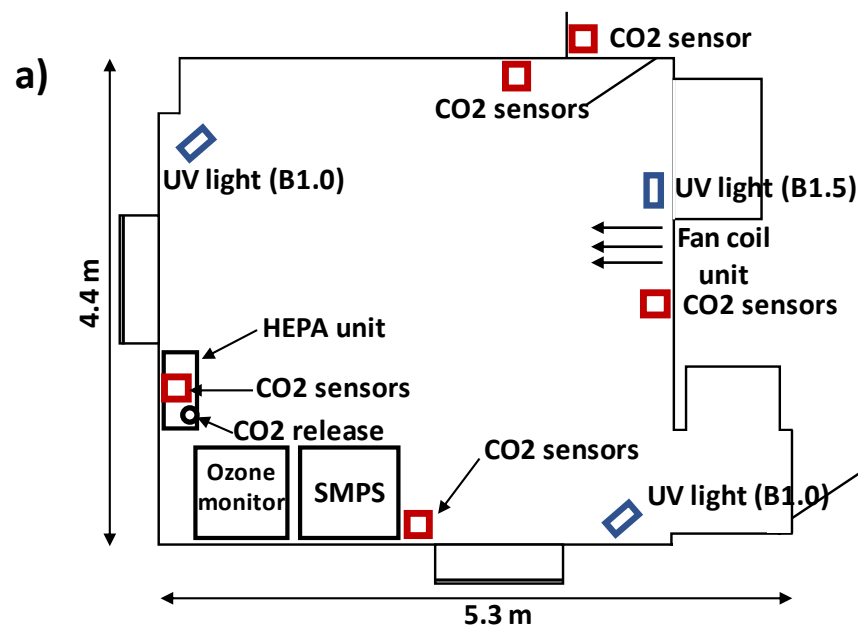 a)
CO2 sensor
CO2 sensors
UV light (B1.0)
UV light (B1.5)
Fan coil
unit
CO2 sensors
4.4 m
HEPA unit
CO2 sensors
CO2 release
CO2 sensors
Ozone
monitor
SMPS
UV light (B1.0)
5.3 m